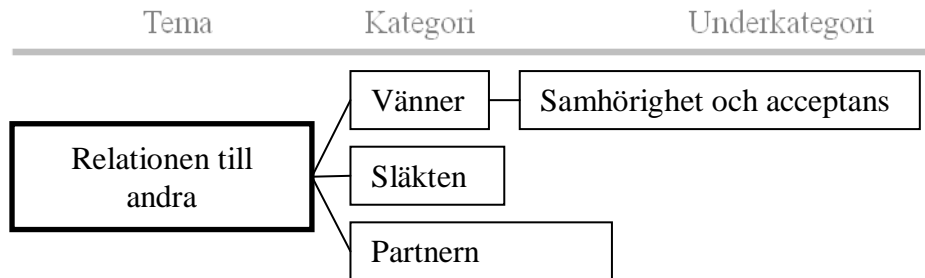 Tema Kategori Underkategori
Vänner Samhörighet och acceptans
Relationen till
andra
Släkten
Partnern